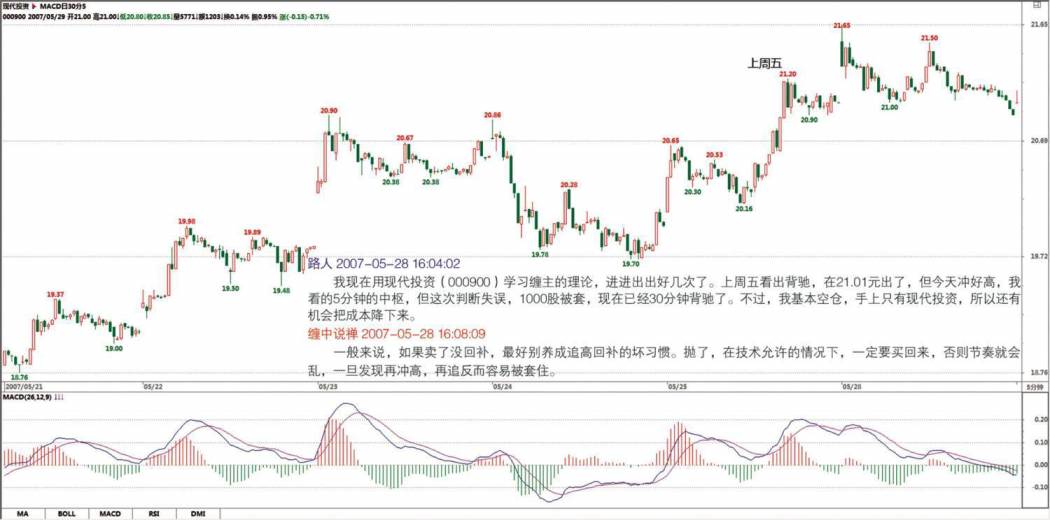 现代投资 ▶ MACD日30分5
000900 2007/05/29 开21.00 高21.00 低20.80 收20.85 量5771 额1203 换0.14% 振0.95% 涨(-0.15)-0.71%
21.65
21.65
21.50
上周五
21.20
21.00
20.90
20.90
20.86
20.69
20.67
20.65
20.53
20.38
20.38
20.30
20.28
20.16
19.98
19.89
19.78
19.70
19.72
19.50
19.48
19.37
19.00
18.76
18.76
路人 2007-05-28 16:04:02
我现在用现代投资（000900）学习缠主的理论，进进出出好几次了。上周五看出背驰，在21.01元出了，但今天冲好高，我
看的5分钟的中枢，但这次判断失误，1000股被套，现在已经30分钟背驰了。不过，我基本空仓，手上只有现代投资，所以还有
机会把成本降下来。
缠中说禅 2007-05-28 16:08:09
一般来说，如果卖了没回补，最好别养成追高回补的坏习惯。抛了，在技术允许的情况下，一定要买回来，否则节奏就会
乱，一旦发现再冲高，再追反而容易被套住。
2007/05/21 05/22 05/23 05/24 05/25 05/28 5分钟
MACD(26,12,9)
0.20
0.10
0.00
-0.10
MA BOLL MACD RSI DMI